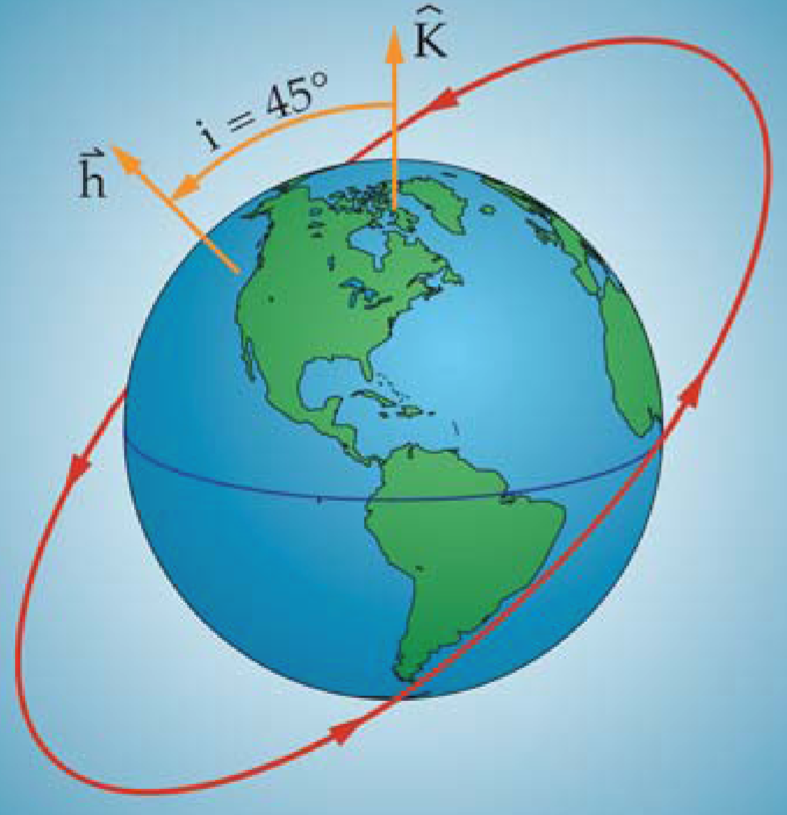 K̂
i = 45°
h⃗